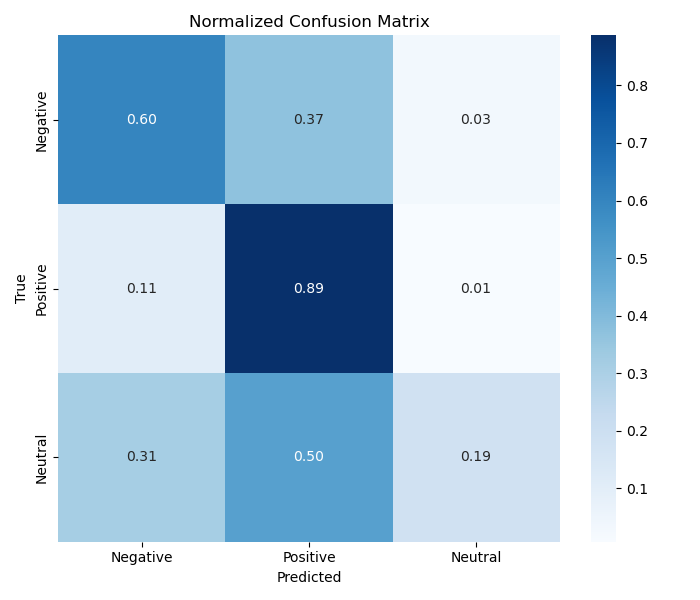 Normalized Confusion Matrix
True
Negative
0.60 0.37 0.03
Positive
0.11 0.89 0.01
Neutral
0.31 0.50 0.19
Negative Positive Neutral
Predicted
0.8
0.7
0.6
0.5
0.4
0.3
0.2
0.1